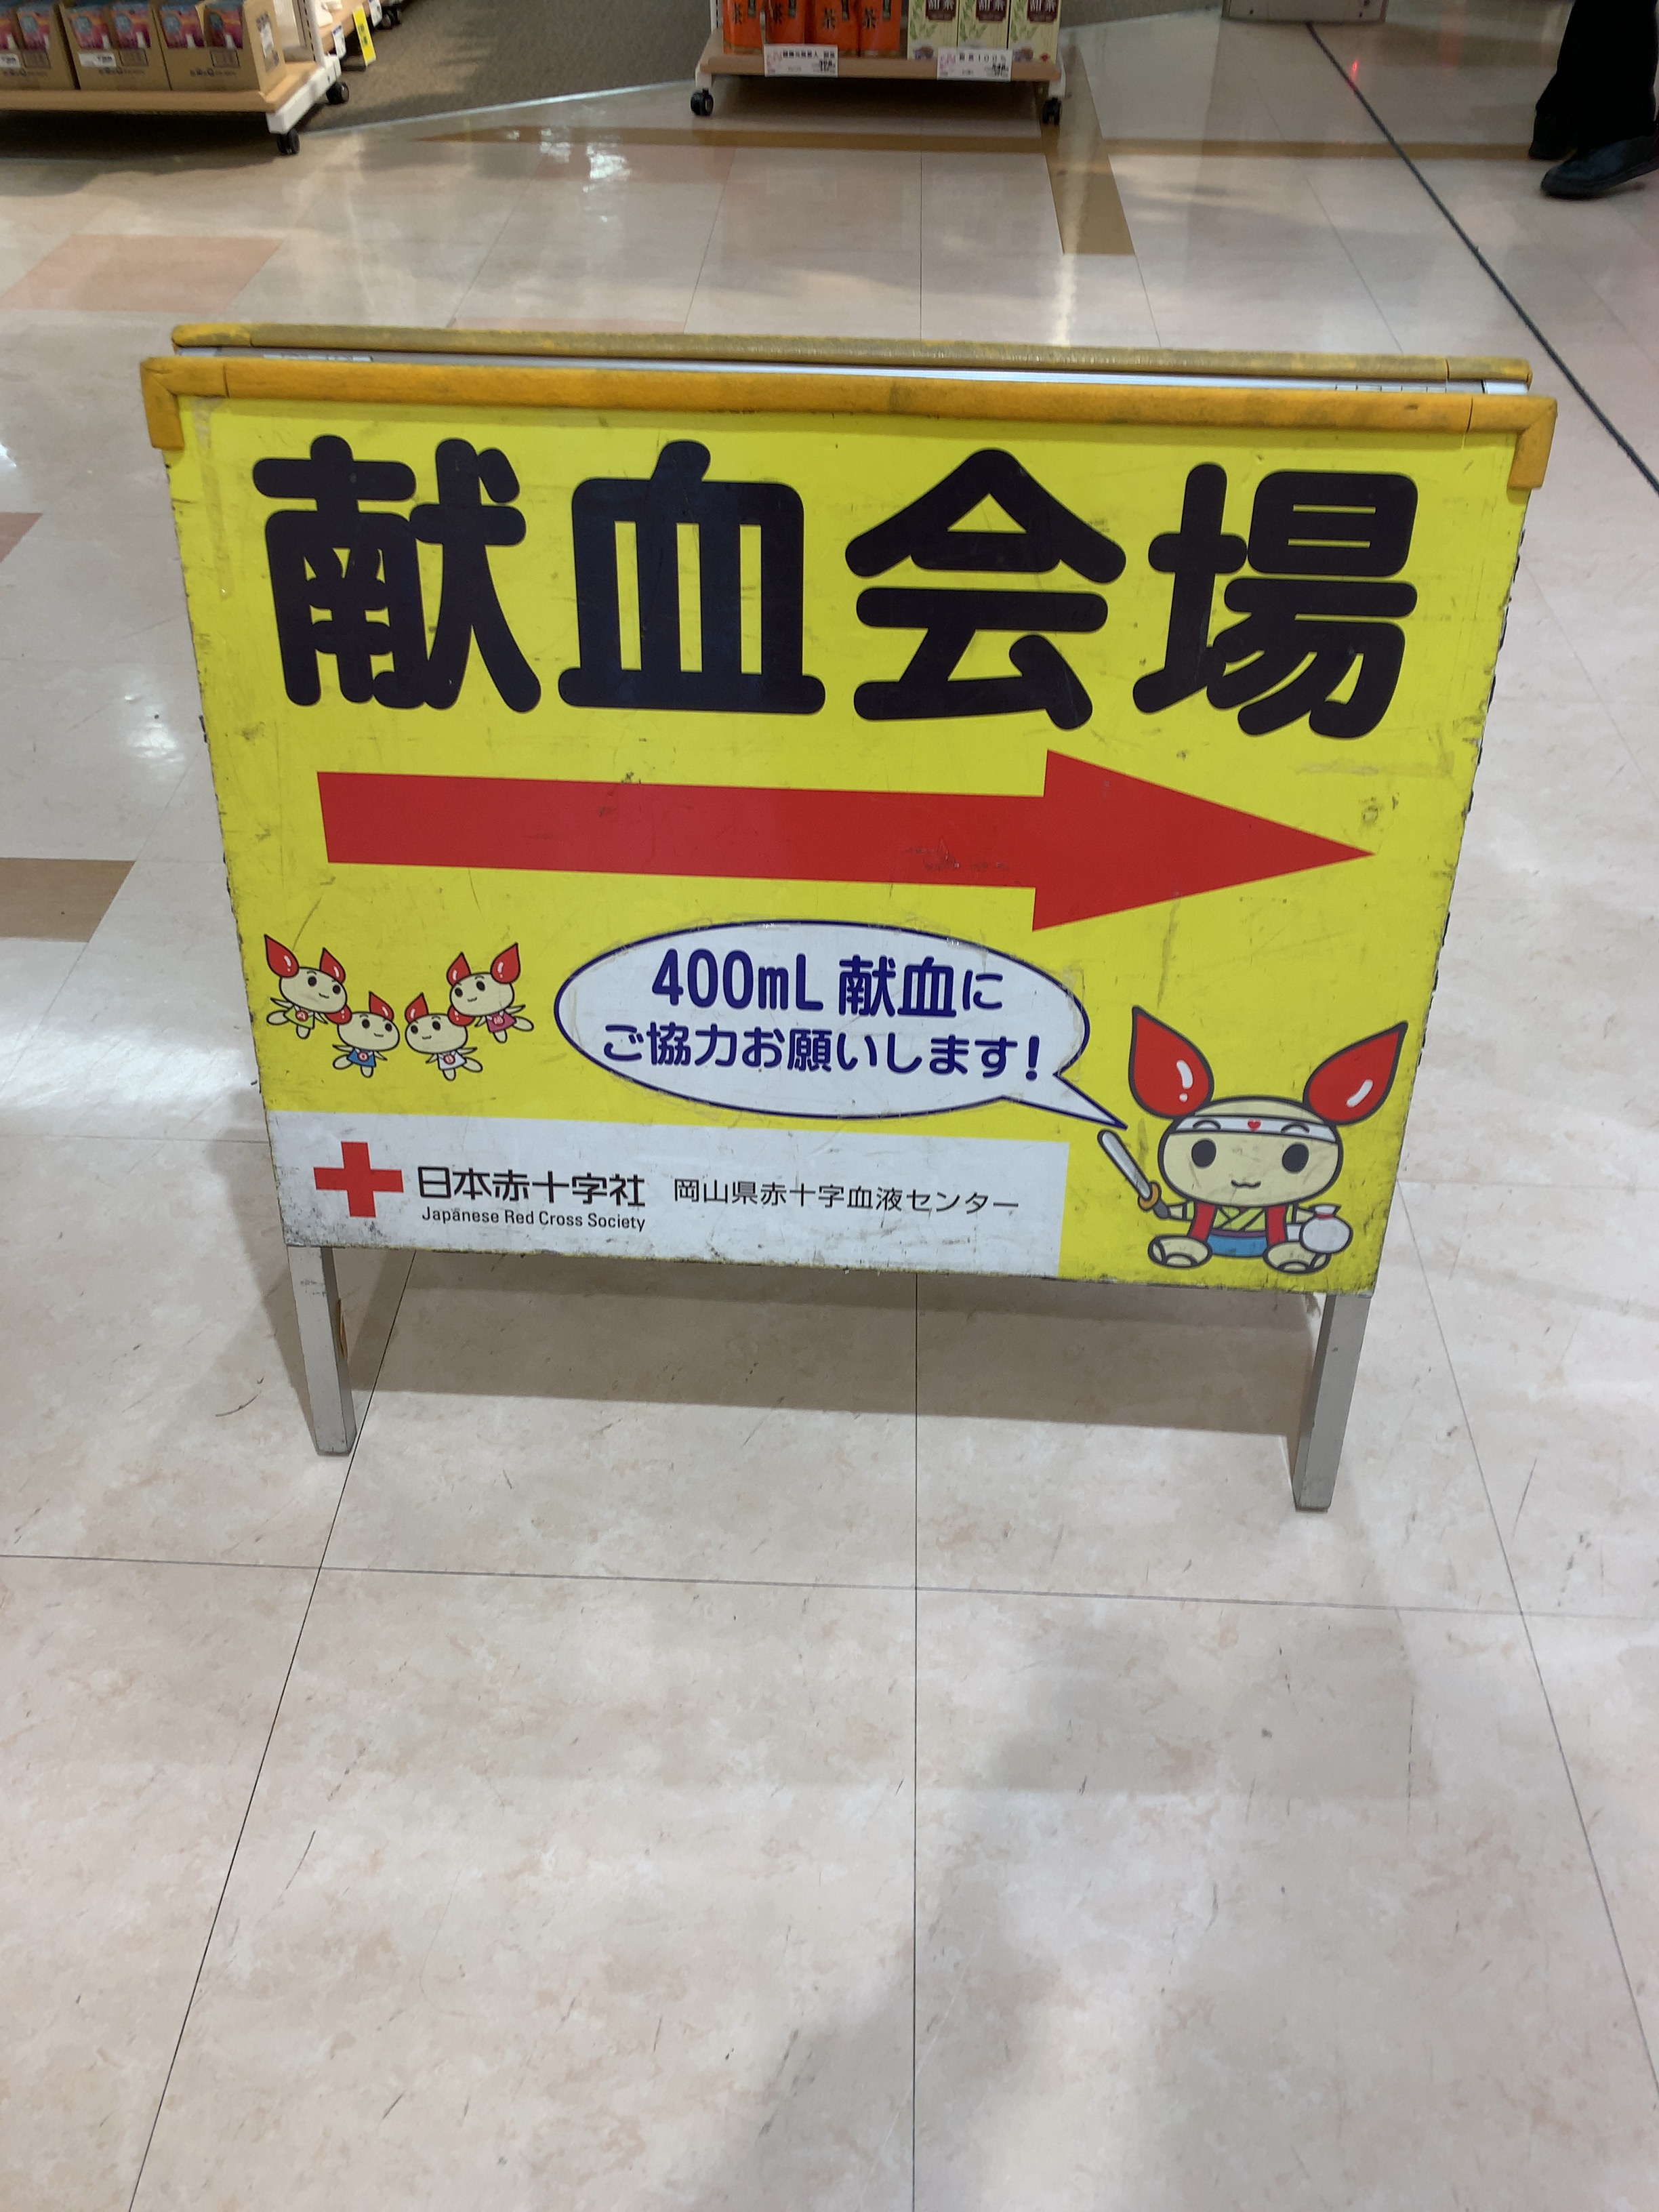 献血会場
400mL 献血に
ご協力お願いします!
日本赤十字社 岡山県赤十字血液センター
Japanese Red Cross Society